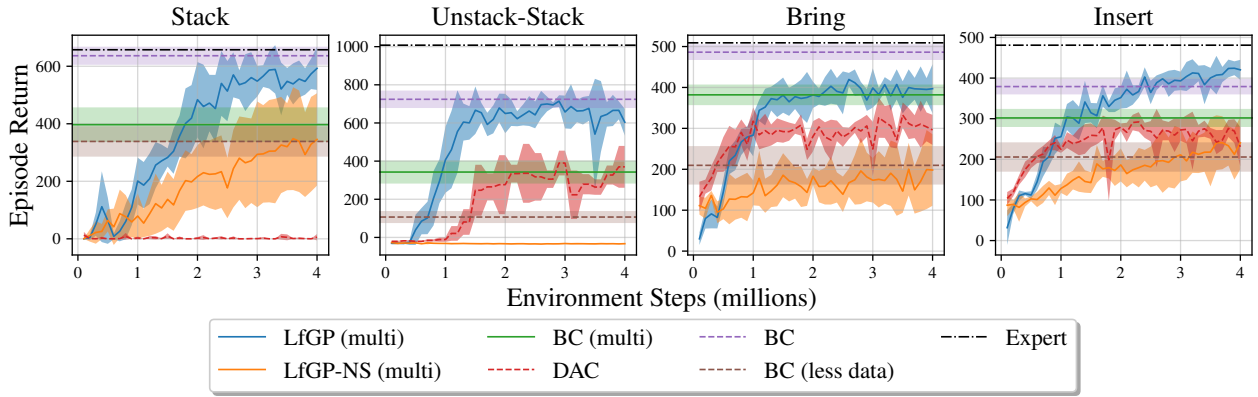 Stack Unstack-Stack Bring Insert
Episode Return
600 400 200 0
1000 800 600 400 200 0
500 400 300 200 100 0
500 400 300 200 100 0
0 1 2 3 4 0 1 2 3 4 0 1 2 3 4 0 1 2 3 4
Environment Steps (millions)
LfGP (multi) BC (multi) BC Expert
LfGP-NS (multi) DAC BC (less data)